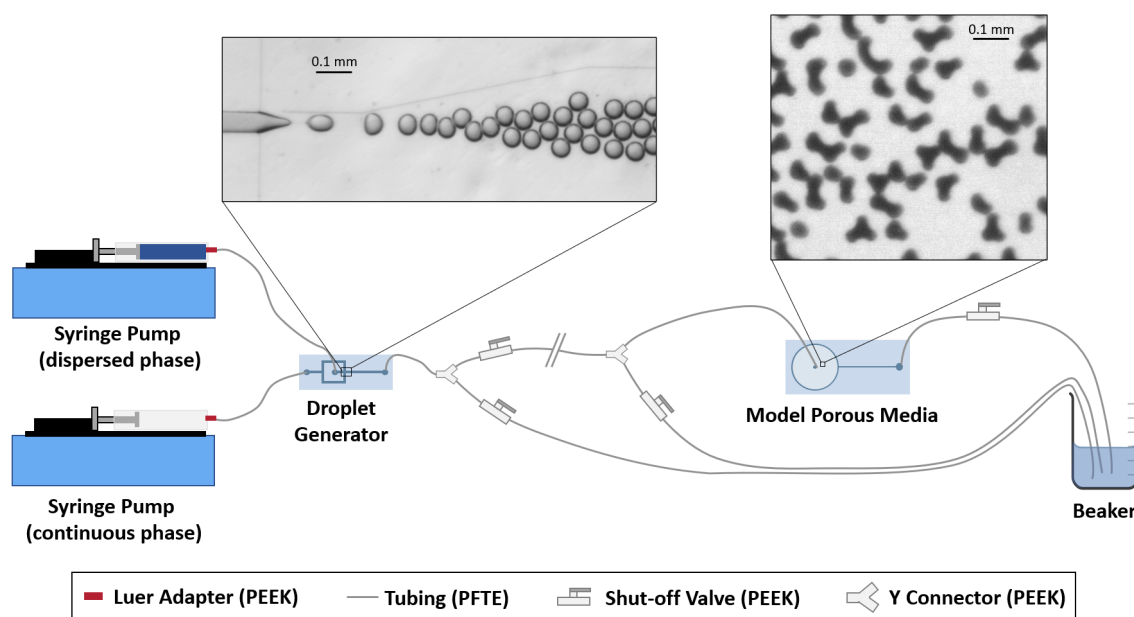 0.1 mm
0.1 mm
Syringe Pump
(dispersed phase)
Droplet
Generator
Model Porous Media
Syringe Pump
(continuous phase)
Beaker
Luer Adapter (PEEK)
Tubing (PFTE)
Shut-off Valve (PEEK)
Y Connector (PEEK)